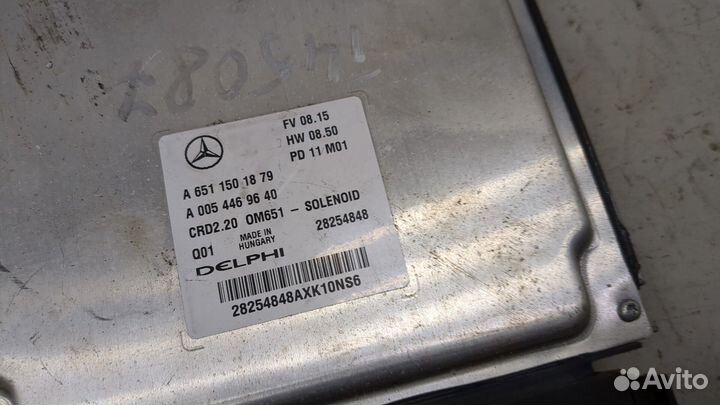 143087
FV 08.15
HW 08.50
PD 11 M01
A 651 150 18 79
A 005 446 96 40
CRD2.20 OM651 - SOLENOID
Q01 MADE IN HUNGARY 28254848
DELPHI
28254848AXK10NS6
Avito